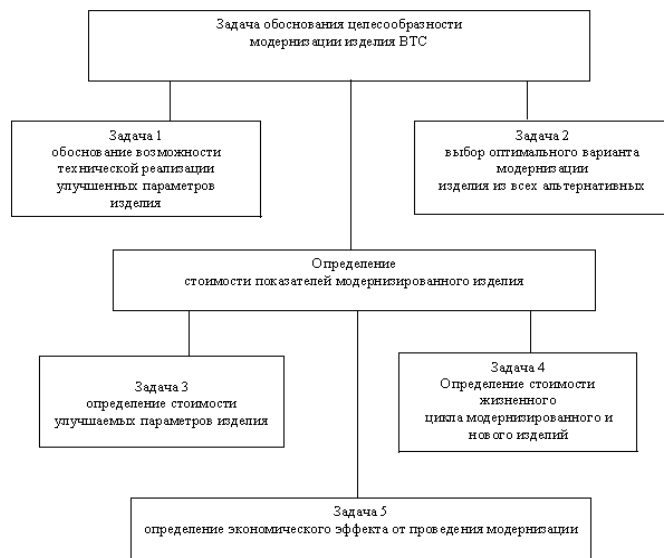 Задача обоснования целесообразности
модернизации изделия ВТС
Задача 1
обоснование возможности
технической реализации
улучшенных параметров
изделия
Задача 2
выбор оптимального варианта
модернизации
изделия из всех альтернативных
Определение
стоимости показателей модернизированного изделия
Задача 3
определение стоимости
улучшаемых параметров изделия
Задача 4
Определение стоимости
жизненного
цикла модернизированного и
нового изделий
Задача 5
определение экономического эффекта от проведения модернизации